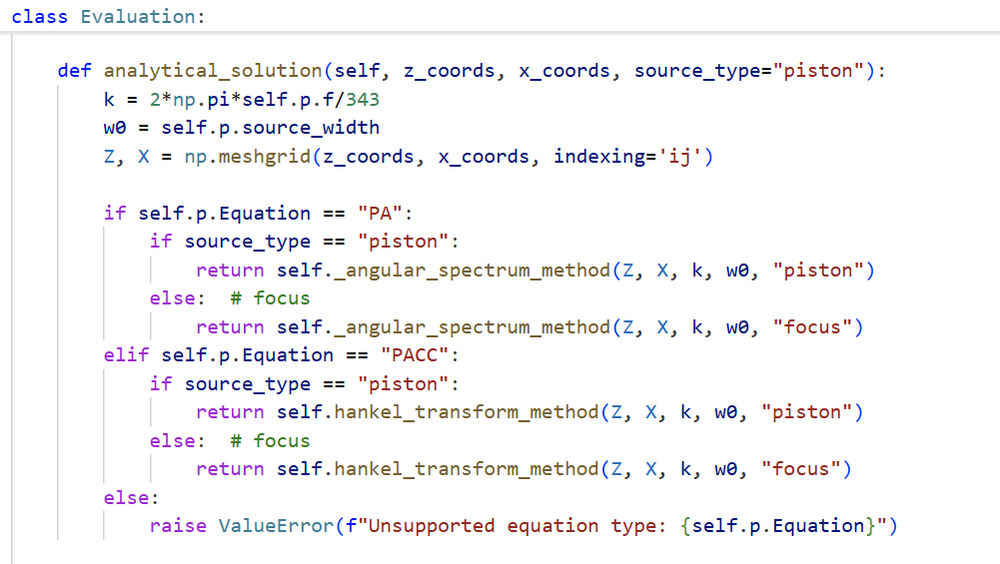 class Evaluation:
def analytical_solution(self, z_coords, x_coords, source_type="piston"):
k = 2*np.pi*self.p.f/343
w0 = self.p.source_width
Z, X = np.meshgrid(z_coords, x_coords, indexing='ij')
if self.p.Equation == "PA":
if source_type == "piston":
return self._angular_spectrum_method(Z, X, k, w0, "piston")
else:  # focus
return self._angular_spectrum_method(Z, X, k, w0, "focus")
elif self.p.Equation == "PACC":
if source_type == "piston":
return self.hankel_transform_method(Z, X, k, w0, "piston")
else:  # focus
return self.hankel_transform_method(Z, X, k, w0, "focus")
else:
raise ValueError(f"Unsupported equation type: {self.p.Equation}")